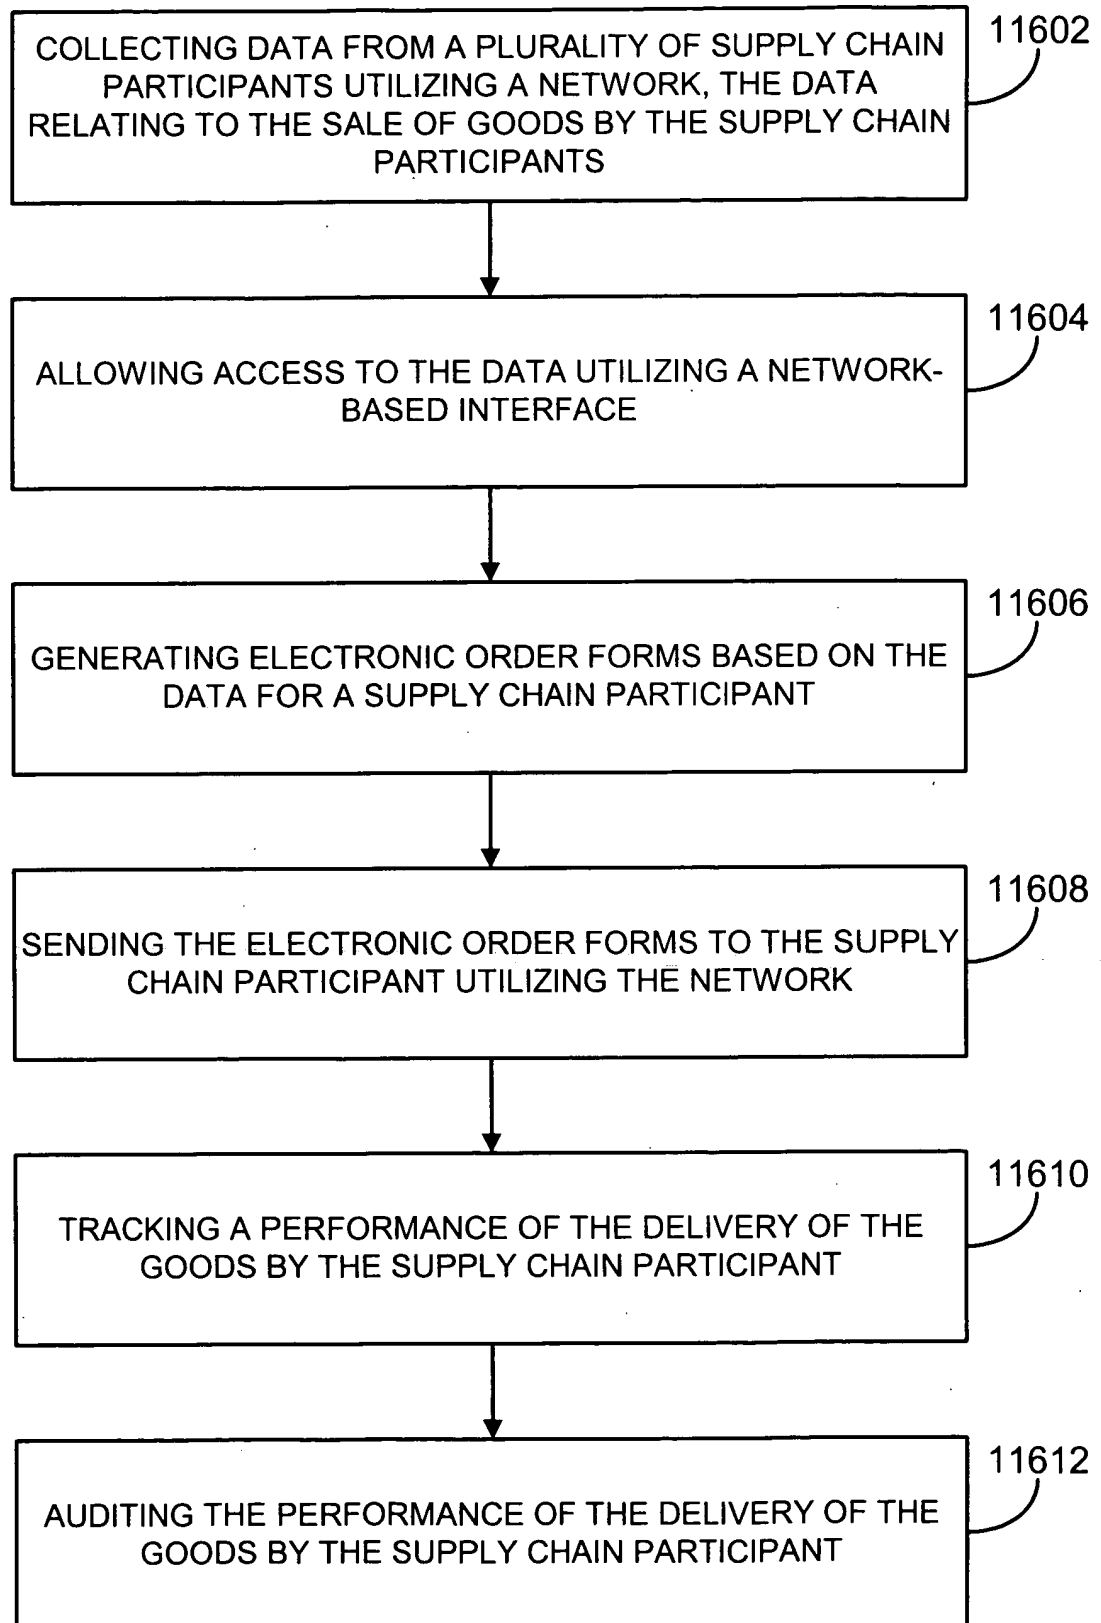 COLLECTING DATA FROM A PLURALITY OF SUPPLY CHAIN
PARTICIPANTS UTILIZING A NETWORK, THE DATA
RELATING TO THE SALE OF GOODS BY THE SUPPLY CHAIN
PARTICIPANTS
11602
ALLOWING ACCESS TO THE DATA UTILIZING A NETWORK-
BASED INTERFACE
11604
GENERATING ELECTRONIC ORDER FORMS BASED ON THE
DATA FOR A SUPPLY CHAIN PARTICIPANT
11606
SENDING THE ELECTRONIC ORDER FORMS TO THE SUPPLY
CHAIN PARTICIPANT UTILIZING THE NETWORK
11608
TRACKING A PERFORMANCE OF THE DELIVERY OF THE
GOODS BY THE SUPPLY CHAIN PARTICIPANT
11610
AUDITING THE PERFORMANCE OF THE DELIVERY OF THE
GOODS BY THE SUPPLY CHAIN PARTICIPANT
11612